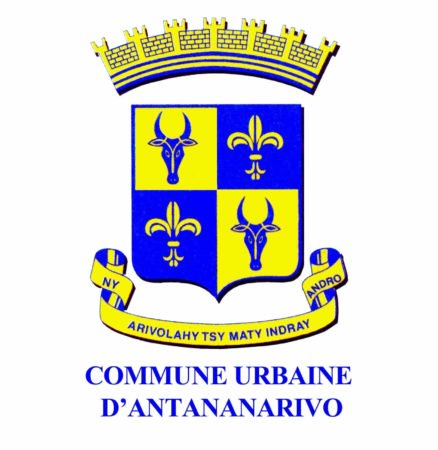 NY ARIVOLAHY TSY MATY INDRAY ANDRO
COMMUNE URBAINE
D’ANTANANARIVO